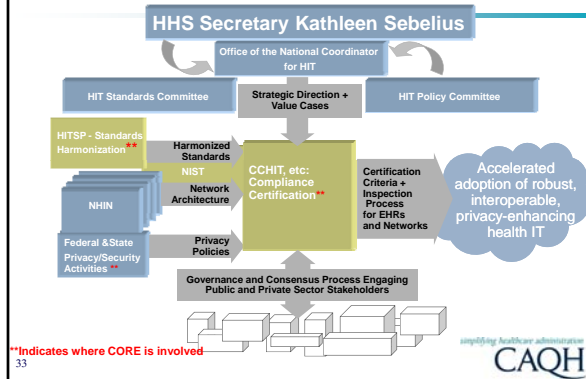 HHS Secretary Kathleen Sebelius
Office of the National Coordinator
for HIT
HIT Standards Committee
Strategic Direction +
Value Cases
HIT Policy Committee
HITSP - Standards
Harmonization**
Harmonized
Standards
NIST
Network
Architecture
NHIN
Federal &State
Privacy/Security
Activities **
Privacy
Policies
CCHIT, etc:
Compliance
Certification**
Certification
Criteria +
Inspection
Process
for EHRs
and Networks
Accelerated
adoption of robust,
interoperable,
privacy-enhancing
health IT
Governance and Consensus Process Engaging
Public and Private Sector Stakeholders
**Indicates where CORE is involved
33
simplifying healthcare administration
CAQH